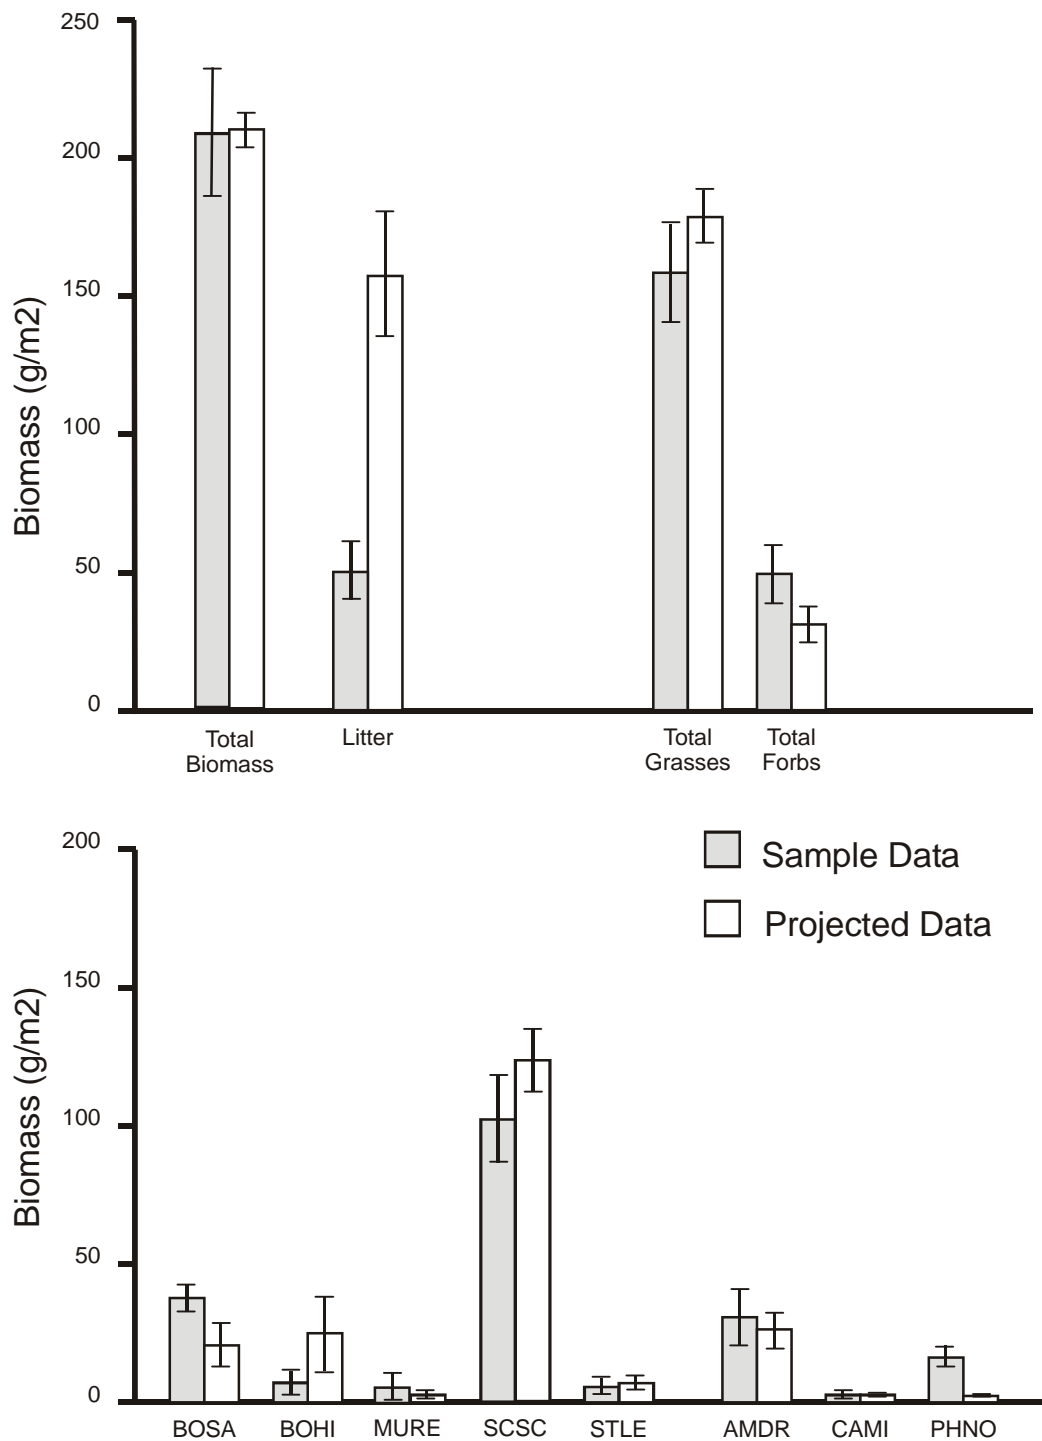 250
200
150
100
50
0
Biomass (g/m2)
Total
Biomass
Litter
Total
Grasses
Total
Forbs
200
150
100
50
0
Biomass (g/m2)
Sample Data
Projected Data
BOSA
BOHI
MURE
SCSC
STLE
AMDR
CAMI
PHNO